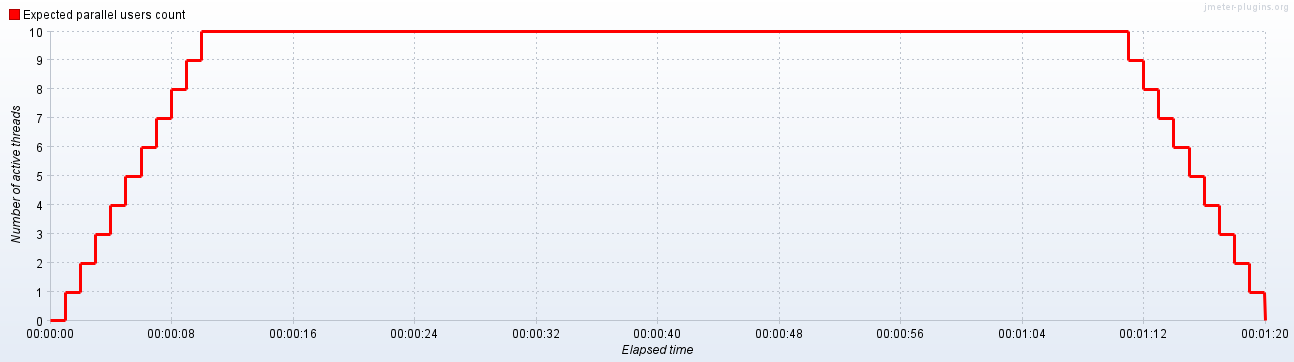 jmeter-plugins.org
Expected parallel users count
10
9
8
7
6
5
4
3
2
1
0
Number of active threads
00:00:00 00:00:08 00:00:16 00:00:24 00:00:32 00:00:40 00:00:48 00:00:56 00:01:04 00:01:12 00:01:20
Elapsed time